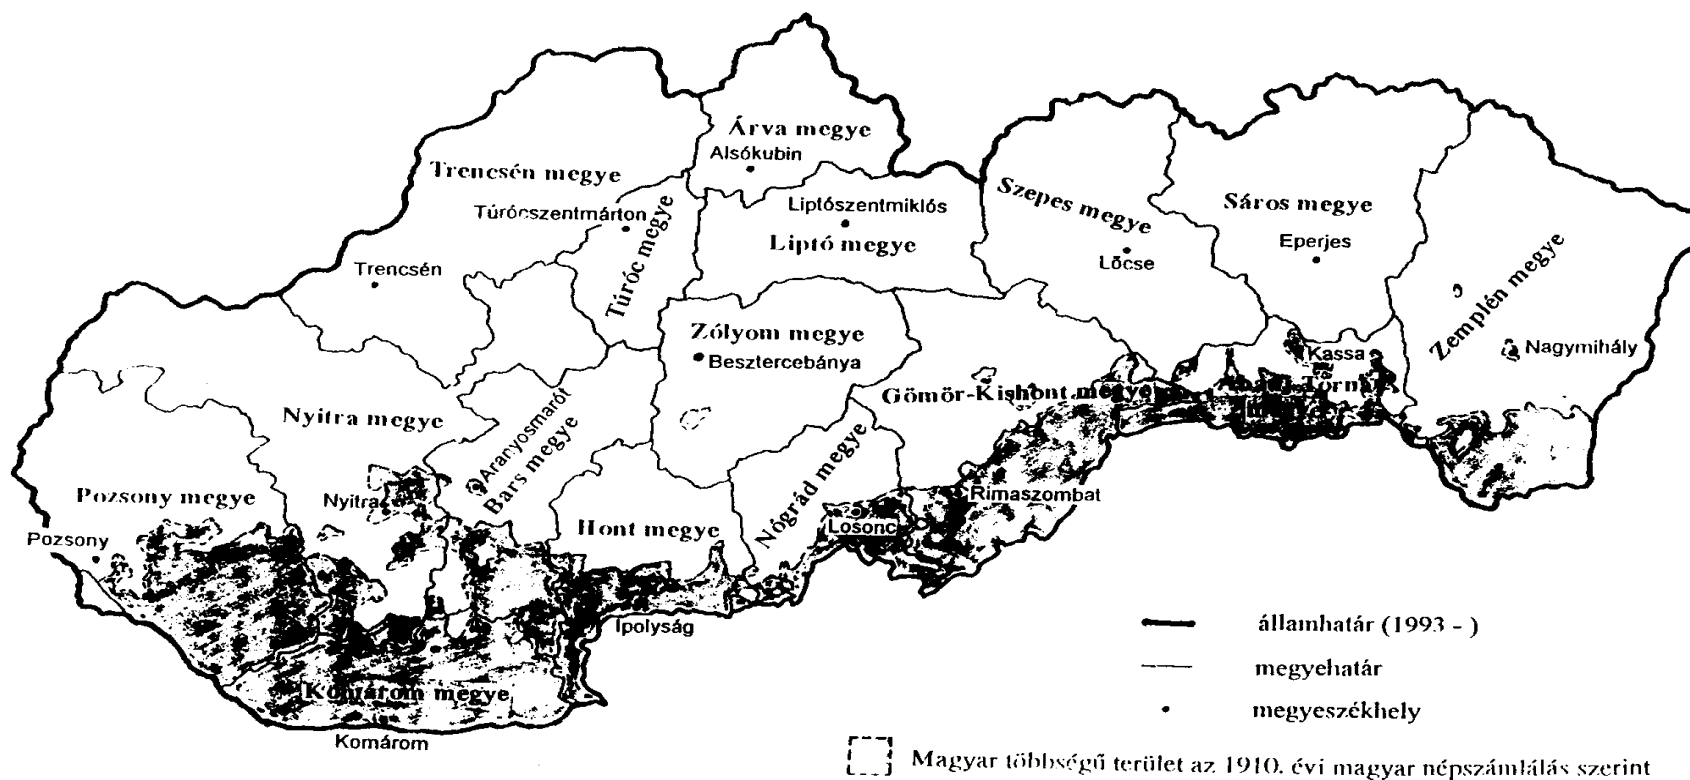 Árva megye
Alsókubin
Trencsén megye
Túrócszentmárton
Túróc megye
Trencsén
Liptószentmiklós
Liptó megye
Szepes megye
Lőcse
Sáros megye
Eperjes
Zemplén megye
Nagymihály
Zólyom megye
Besztercebánya
Kassa
Gömör-Kishont megye
Nyitra megye
Nyitra
Aranyosmarót
Bars megye
Pozsony megye
Pozsony
Hont megye
Nógrád megye
Losonc
Rimaszombat
Ipolyság
Komárom megye
Komárom
államhatár (1993 - )
megyehatár
megyeszékhely
Magyar többségű terület az 1910. évi magyar népszámlálás szerint